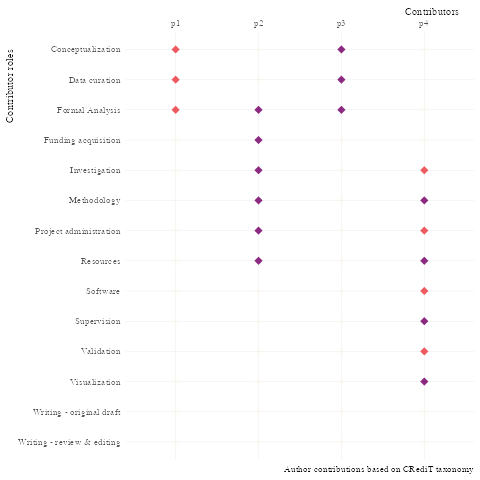 Contributors
p1 p2 p3 p4
Contributor roles
Conceptualization
Data curation
Formal Analysis
Funding acquisition
Investigation
Methodology
Project administration
Resources
Software
Supervision
Validation
Visualization
Writing - original draft
Writing - review & editing
Author contributions based on CRediT taxonomy